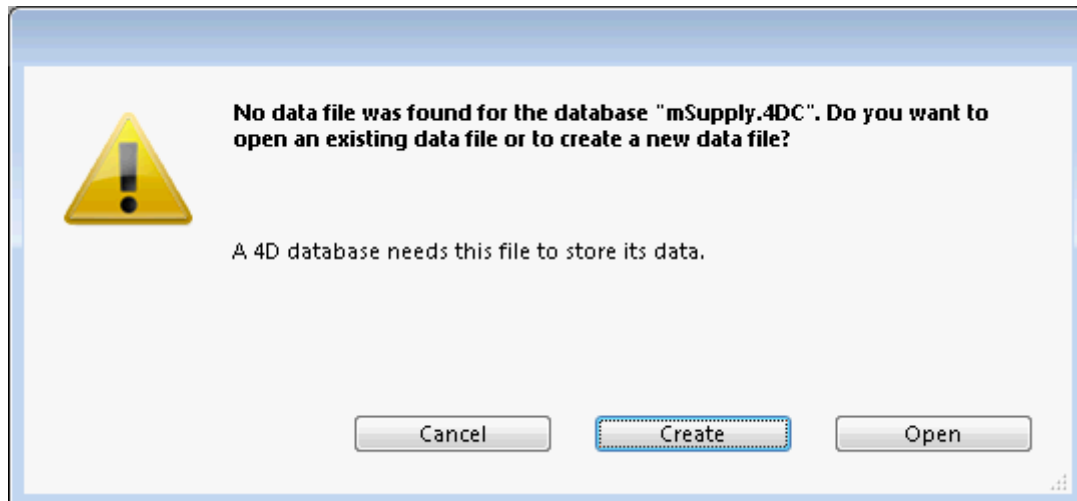 No data file was found for the database "mSupply.4DC". Do you want to
open an existing data file or to create a new data file?
A 4D database needs this file to store its data.
Cancel Create Open